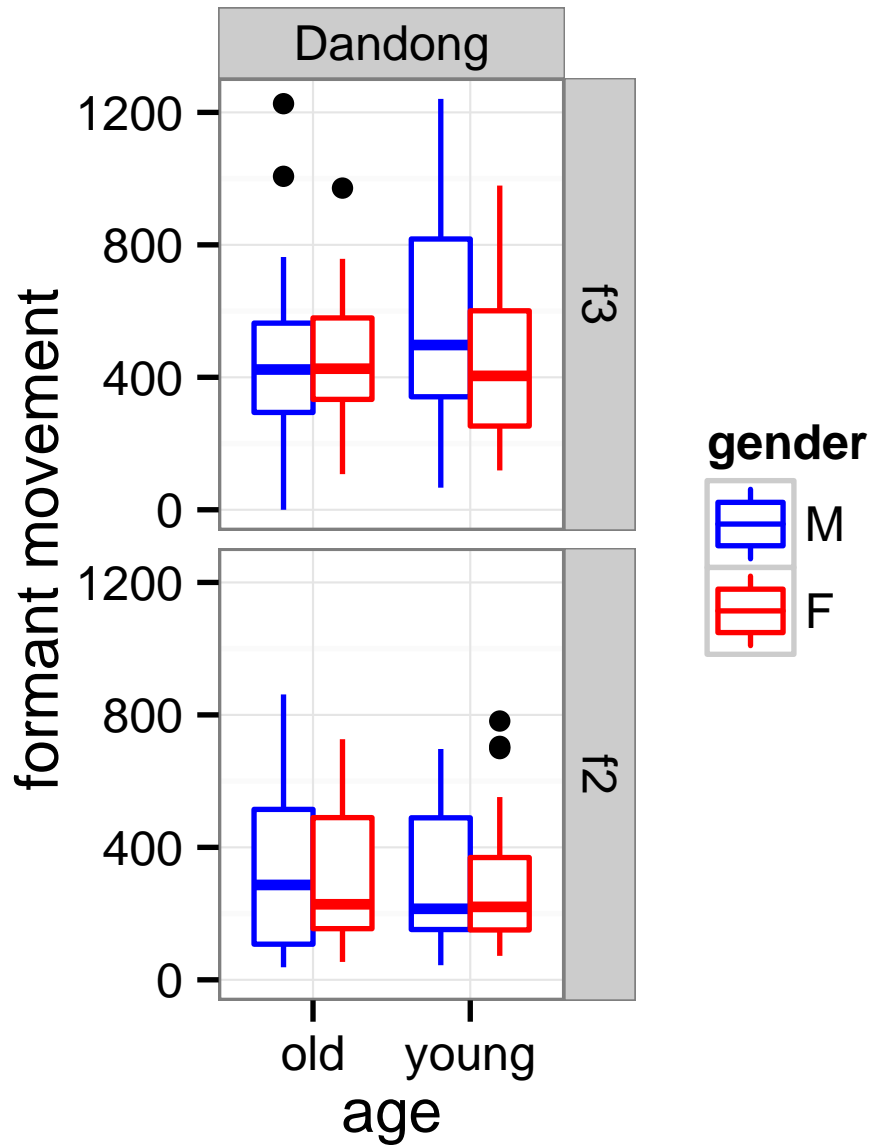 Dandong
1200
800
400
0
f3
1200
800
400
0
f2
formant movement
old young
age
gender
M
F